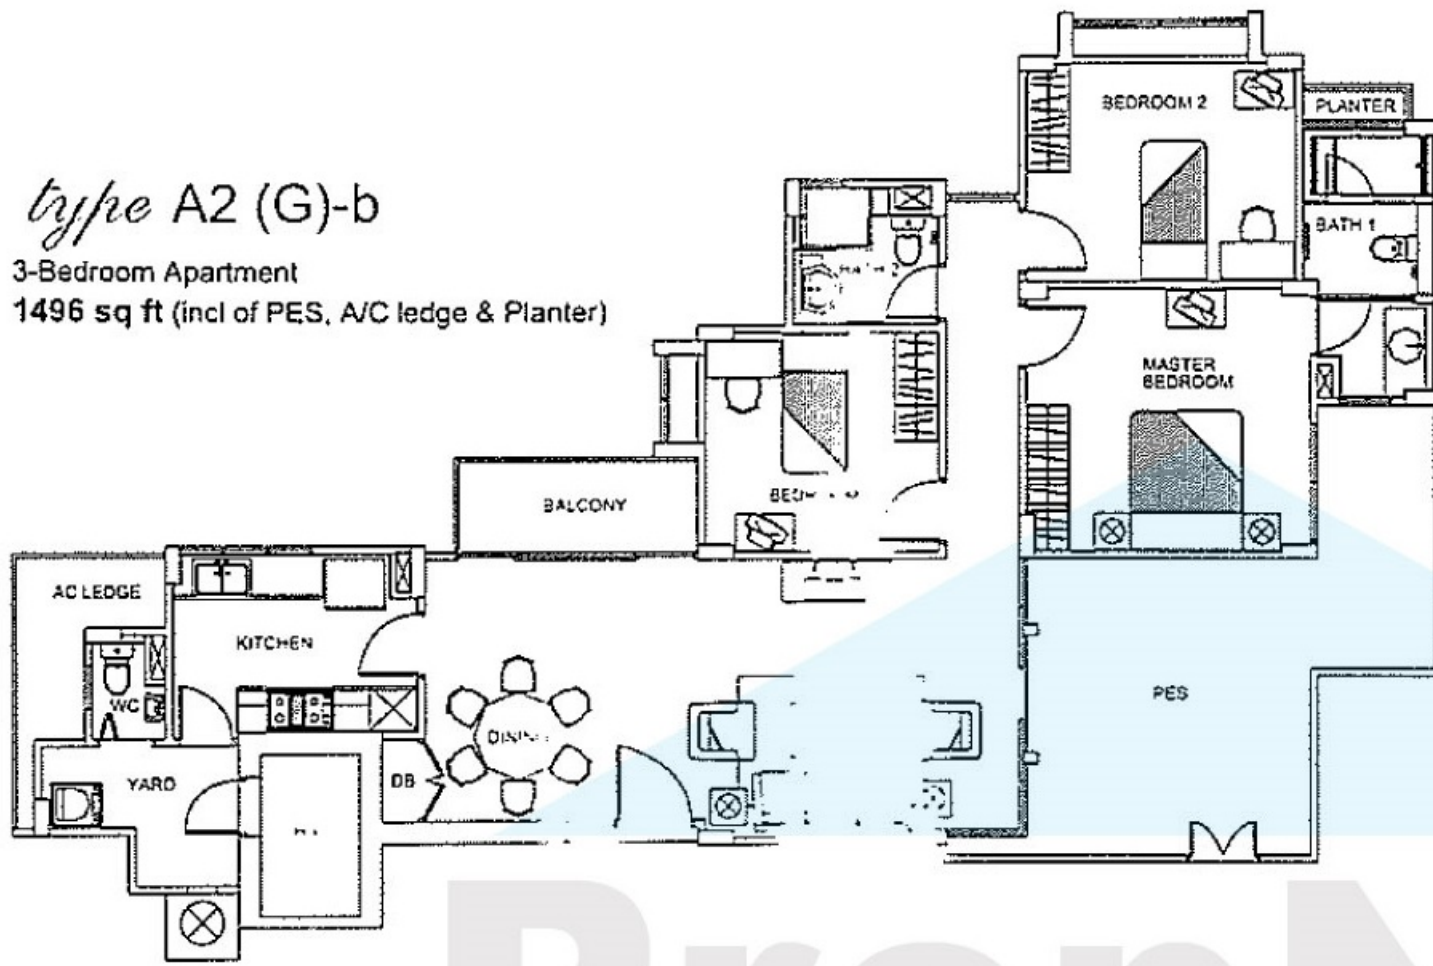 type A2 (G)-b
3-Bedroom Apartment
1496 sq ft (incl of PES, A/C ledge & Planter)
BEDROOM 2
PLANTER
BATH 1
MASTER
BEDROOM
BALCONY
AC LEDGE
KITCHEN
WC
YARD
DB
PES